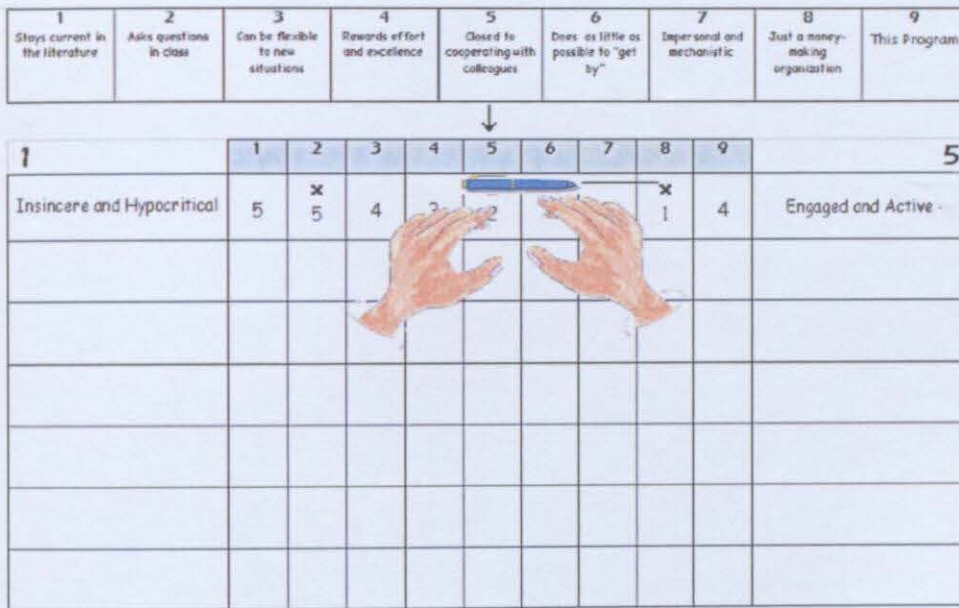 1 2 3 4 5 6 7 8 9
Stays current in the literature
Asks questions in class
Can be flexible to new situations
Rewards effort and excellence
Closed to cooperating with colleagues
Does as little as possible to "get by"
Impersonal and mechanistic
Just a money-making organization
This Program
↓
1 1 2 3 4 5 6 7 8 9 5
x x
Insincere and Hypocritical 5 5 4 3 2 1 4 Engaged and Active